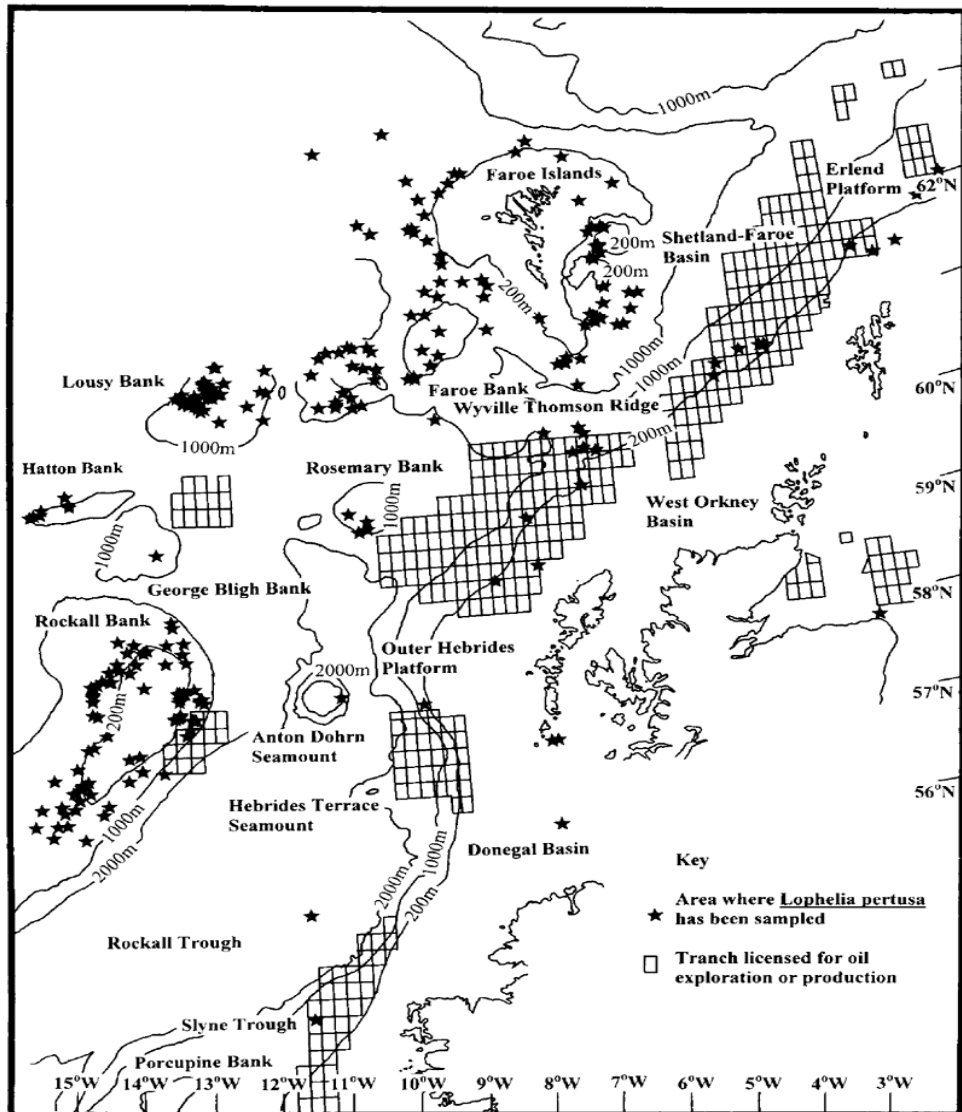 1000m
Faroe Islands
Erlend
Platform
62°N
200m
Shetland-Faroe
Basin
200m
200m
1000m
1000m
Lousy Bank
60°N
Faroe Bank
Wyville Thomson Ridge
200m
1000m
Hatton Bank
Rosemary Bank
59°N
1000m
West Orkney
Basin
1000m
George Bligh Bank
58°N
Rockall Bank
Outer Hebrides
Platform
2000m
57°N
200m
Anton Dohrn
Seamount
56°N
Hebrides Terrace
Seamount
1000m
2000m
1000m
Donegal Basin
Key
Area where Lophelia pertusa
has been sampled
2000m
200m
Rockall Trough
Tranch licensed for oil
exploration or production
Slyne Trough
Porcupine Bank
15°W 14°W 13°W 12°W 11°W 10°W 9°W 8°W 7°W 6°W 5°W 4°W 3°W